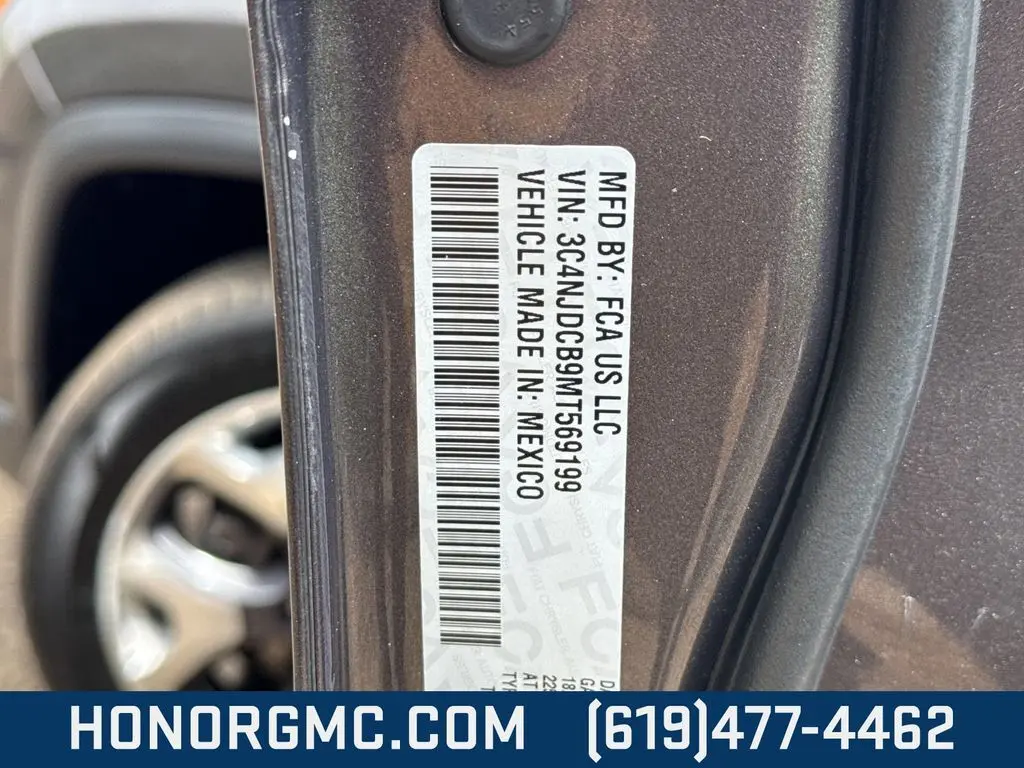 MFD BY: FCA US LLC
VIN: 3C4NJDCB9MT569199
VEHICLE MADE IN: MEXICO
HONORGMC.COM (619)477-4462